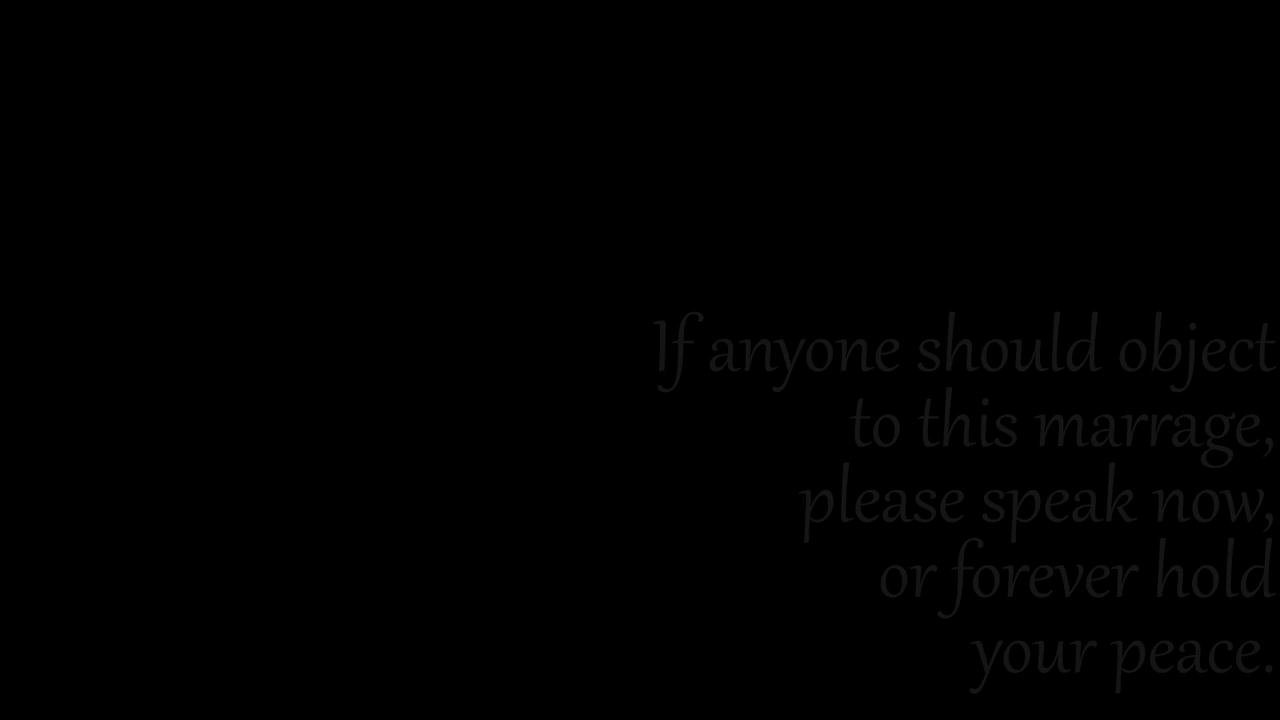 If anyone should object
to this marrage,
please speak now,
or forever hold
your peace.